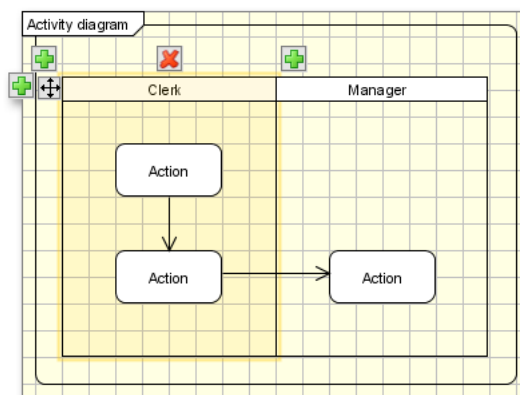 Activity diagram
Clerk
Manager
Action
Action
Action